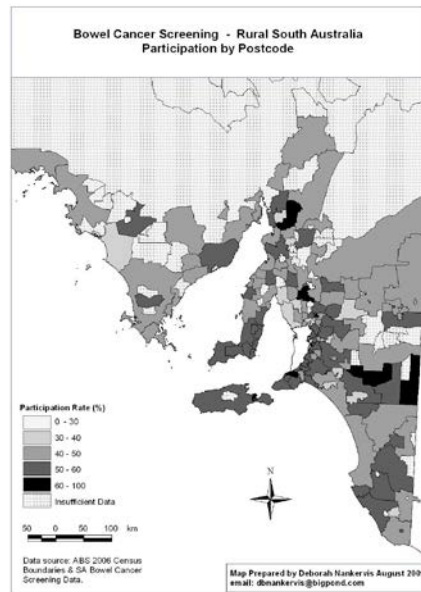 Bowel Cancer Screening - Rural South Australia
Participation by Postcode
Participation Rate (%)
0 - 30
30 - 40
40 - 50
50 - 60
60 - 100
Insufficient Data
N
50 0 50 100 km
Data source: ABS 2006 Census
Boundaries & SA Bowel Cancer
Screening Data.
Map Prepared by Deborah Nankervis August 200
email: dbnankervis@bigpond.com